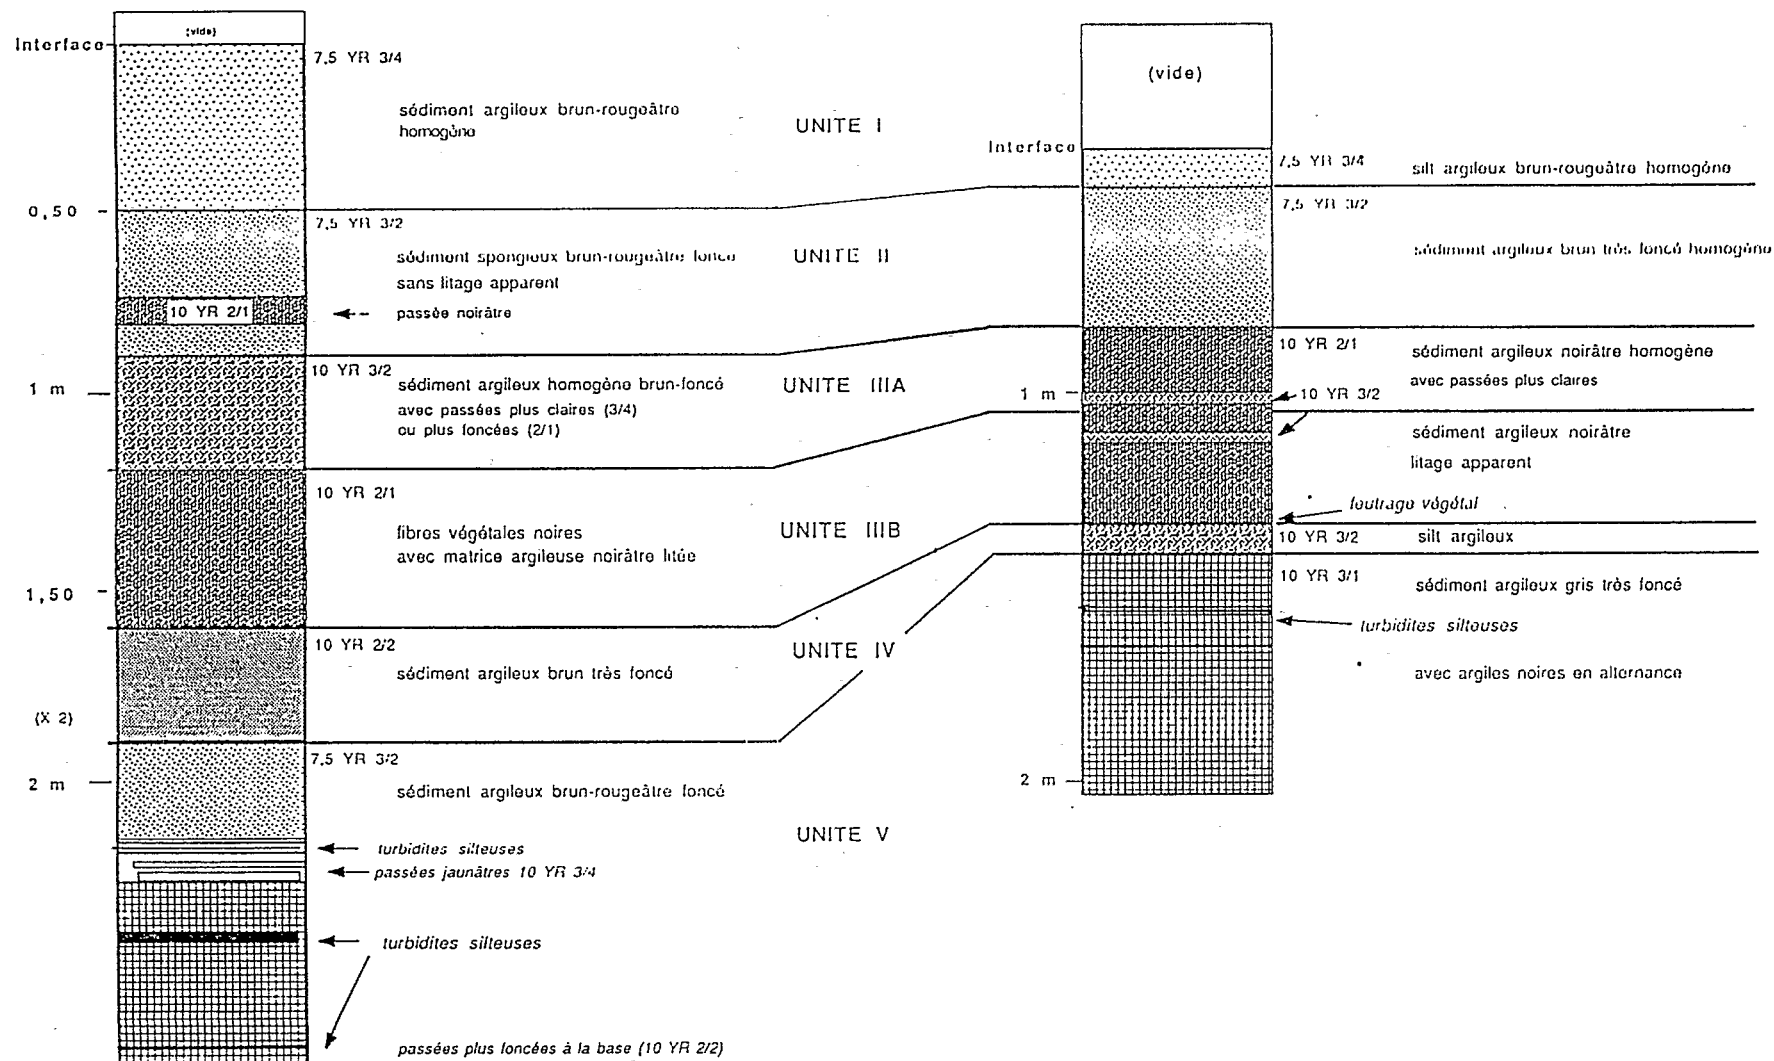 (vide)
Interface
7,5 YR 3/4
sédiment argileux brun-rougeâtre
homogène
UNITE I
0,50
7,5 YR 3/2
sédiment spongieux brun-rougeâtre foncé
sans litage apparent
UNITE II
10 YR 2/1
passée noirâtre
10 YR 3/2
1 m
sédiment argileux homogène brun-foncé
avec passées plus claires (3/4)
ou plus foncées (2/1)
UNITE IIIA
10 YR 2/1
fibres végétales noires
avec matrice argileuse noirâtre litée
UNITE IIIB
1,50
10 YR 2/2
sédiment argileux brun très foncé
UNITE IV
(X 2)
7,5 YR 3/2
2 m
sédiment argileux brun-rougeâtre foncé
UNITE V
turbidites silteuses
passées jaunâtres 10 YR 3/4
turbidites silteuses
passées plus foncées à la base (10 YR 2/2)
(vide)
Interface
7,5 YR 3/4
silt argileux brun-rougeâtre homogène
7,5 YR 3/2
sédiment argileux brun très foncé homogène
10 YR 2/1
sédiment argileux noirâtre homogène
avec passées plus claires
1 m
10 YR 3/2
sédiment argileux noirâtre
litage apparent
feutrage végétal
10 YR 3/2
silt argileux
10 YR 3/1
sédiment argileux gris très foncé
turbidites silteuses
avec argiles noires en alternance
2 m